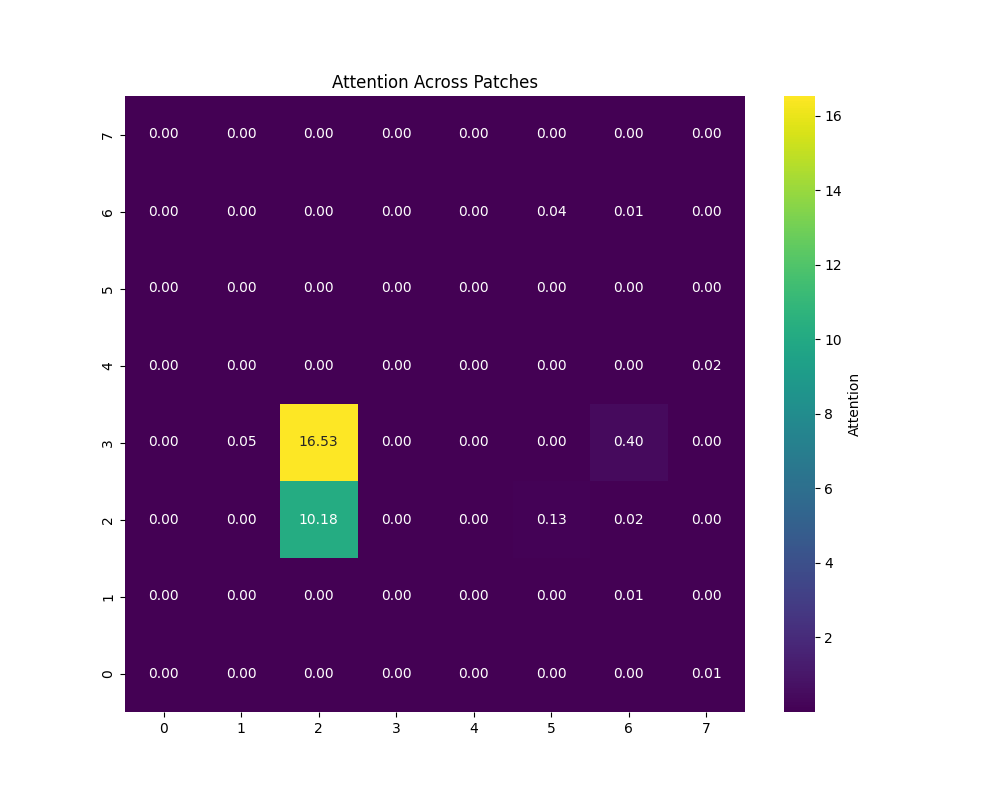 Attention Across Patches
7 0.00 0.00 0.00 0.00 0.00 0.00 0.00 0.00
6 0.00 0.00 0.00 0.00 0.00 0.04 0.01 0.00
5 0.00 0.00 0.00 0.00 0.00 0.00 0.00 0.00
4 0.00 0.00 0.00 0.00 0.00 0.00 0.00 0.02
3 0.00 0.05 16.53 0.00 0.00 0.00 0.40 0.00
2 0.00 0.00 10.18 0.00 0.00 0.13 0.02 0.00
1 0.00 0.00 0.00 0.00 0.00 0.00 0.01 0.00
0 0.00 0.00 0.00 0.00 0.00 0.00 0.00 0.01
0 1 2 3 4 5 6 7
16
14
12
10
8
6
4
2
Attention